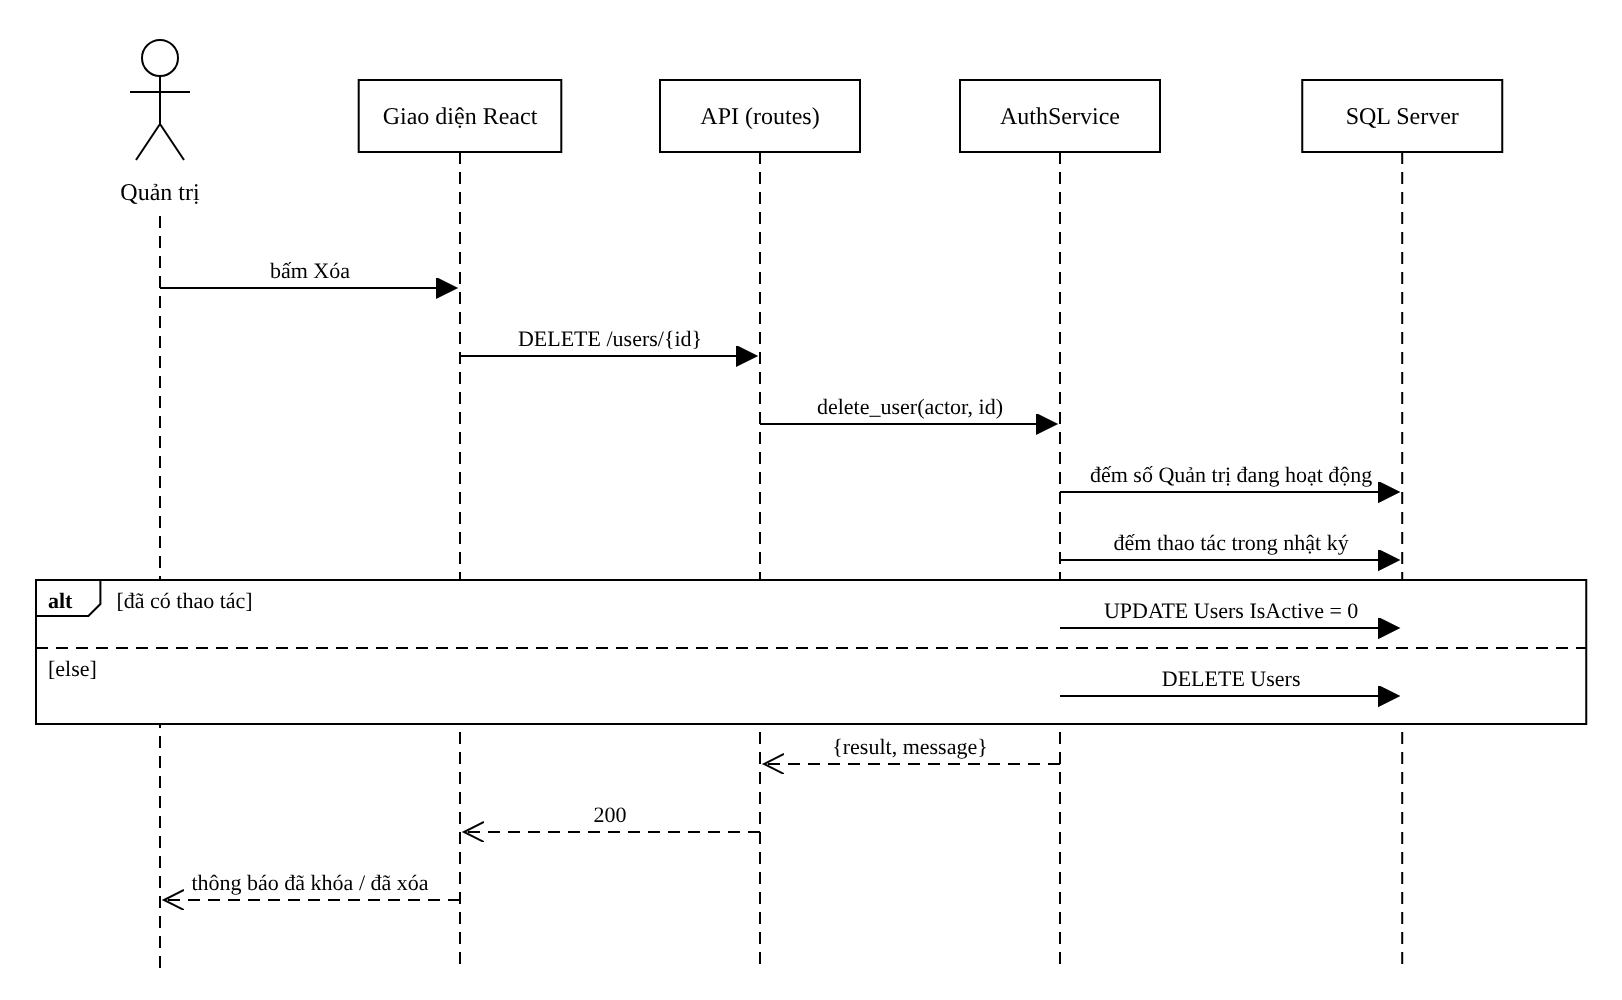 Quản trị
Giao diện React
API (routes)
AuthService
SQL Server
bấm Xóa
DELETE /users/{id}
delete_user(actor, id)
đếm số Quản trị đang hoạt động
đếm thao tác trong nhật ký
alt [đã có thao tác]
UPDATE Users IsActive = 0
[else]
DELETE Users
{result, message}
200
thông báo đã khóa / đã xóa